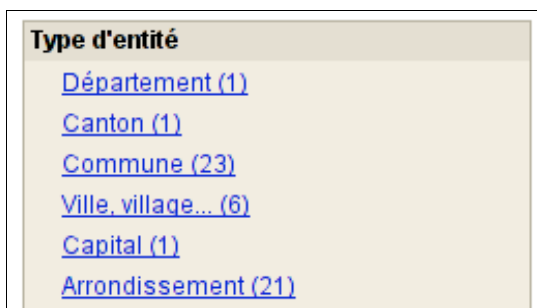 Type d'entité
Département (1)
Canton (1)
Commune (23)
Ville, village... (6)
Capital (1)
Arrondissement (21)